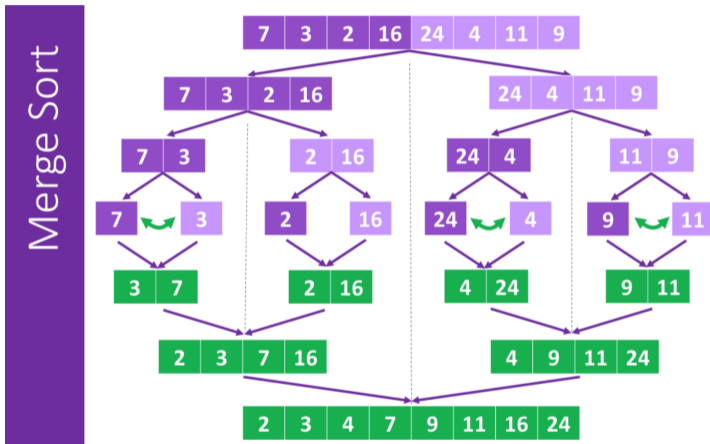 Merge Sort
7 3 2 16 24 4 11 9
7 3 2 16 24 4 11 9
7 3 2 16 24 4 11 9
7 3 2 16 24 4 9 11
3 7 2 16 4 24 9 11
2 3 7 16 4 9 11 24
2 3 4 7 9 11 16 24